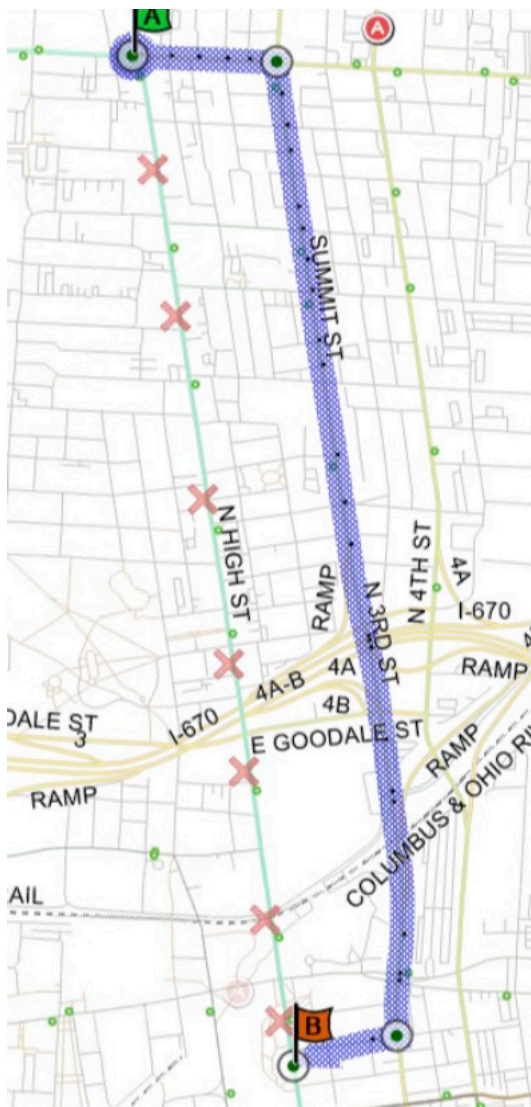 A
A
SUMMIT ST
N HIGH ST
N 4TH ST
4A
RAMP
N 3RD ST
I-670
4A
4A-B
RAMP
4B
DALE ST
3
I-670
E GOODALE ST
RAMP
RAMP
COLUMBUS & OHIO RI
AIL
B